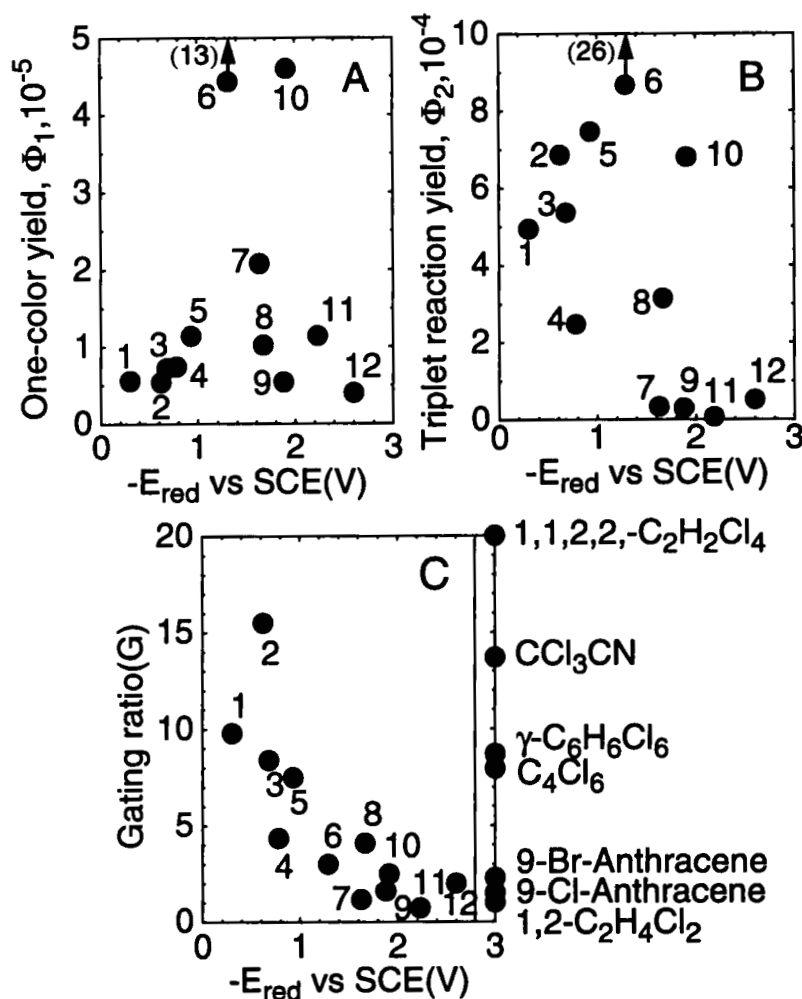 A
One-color yield, Φ1,10-5
5
4
3
2
1
0
0 1 2 3
-Ered vs SCE(V)
(13)
6
10
7
5
8
11
1
3
4
9
12
2
B
Triplet reaction yield, Φ2,10-4
10
8
6
4
2
0
0 1 2 3
-Ered vs SCE(V)
(26)
6
2
5
10
3
1
4
8
7
9
11
12
C
Gating ratio(G)
20
15
10
5
0
0 1 2 3
-Ered vs SCE(V)
2
1
3
5
4
6
8
10
7
9
11
12
1,1,2,2,-C2H2Cl4
CCl3CN
γ-C6H6Cl6
C4Cl6
9-Br-Anthracene
9-Cl-Anthracene
1,2-C2H4Cl2